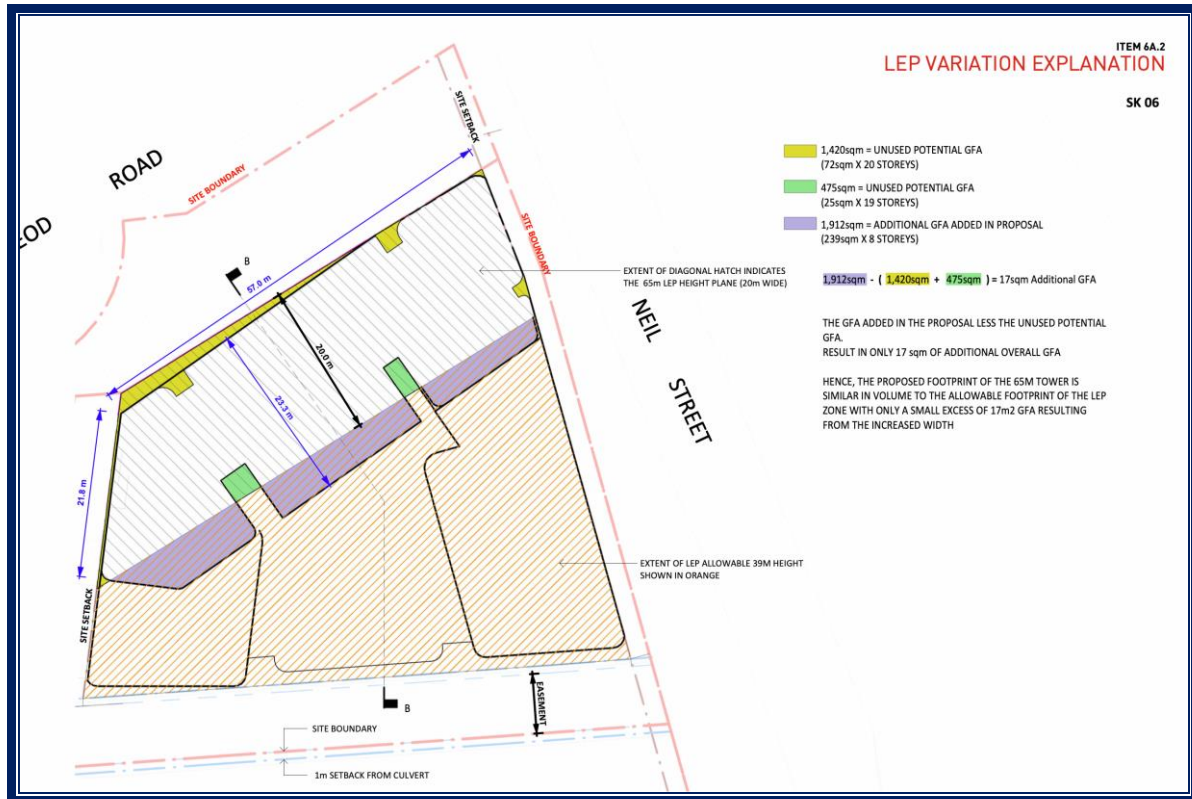 ITEM 6A.2
LEP VARIATION EXPLANATION
SK 06
1,420sqm = UNUSED POTENTIAL GFA
(72sqm X 20 STOREYS)
475sqm = UNUSED POTENTIAL GFA
(25sqm X 19 STOREYS)
1,912sqm = ADDITIONAL GFA ADDED IN PROPOSAL
(239sqm X 8 STOREYS)
1,912sqm - ( 1,420sqm + 475sqm ) = 17sqm Additional GFA
THE GFA ADDED IN THE PROPOSAL LESS THE UNUSED POTENTIAL
GFA.
RESULT IN ONLY 17 sqm OF ADDITIONAL OVERALL GFA
HENCE, THE PROPOSED FOOTPRINT OF THE 65M TOWER IS
SIMILAR IN VOLUME TO THE ALLOWABLE FOOTPRINT OF THE LEP
ZONE WITH ONLY A SMALL EXCESS OF 17m2 GFA RESULTING
FROM THE INCREASED WIDTH
SITE SETBACK
ROAD
SITE BOUNDARY
EOD
SITE BOUNDARY
B
57.0 m
EXTENT OF DIAGONAL HATCH INDICATES
THE 65m LEP HEIGHT PLANE (20m WIDE)
NEIL
STREET
20.0 m
23.3 m
21.8 m
EXTENT OF LEP ALLOWABLE 39M HEIGHT
SHOWN IN ORANGE
SITE SETBACK
EASEMENT
B
SITE BOUNDARY
1m SETBACK FROM CULVERT